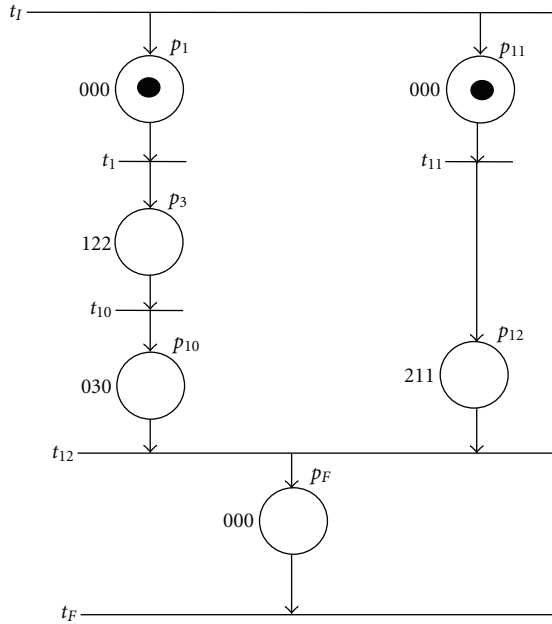 t_I
p_1 p_11
000 000
t_1 t_11
p_3
122
t_10
p_10 p_12
030 211
t_12
p_F
000
t_F